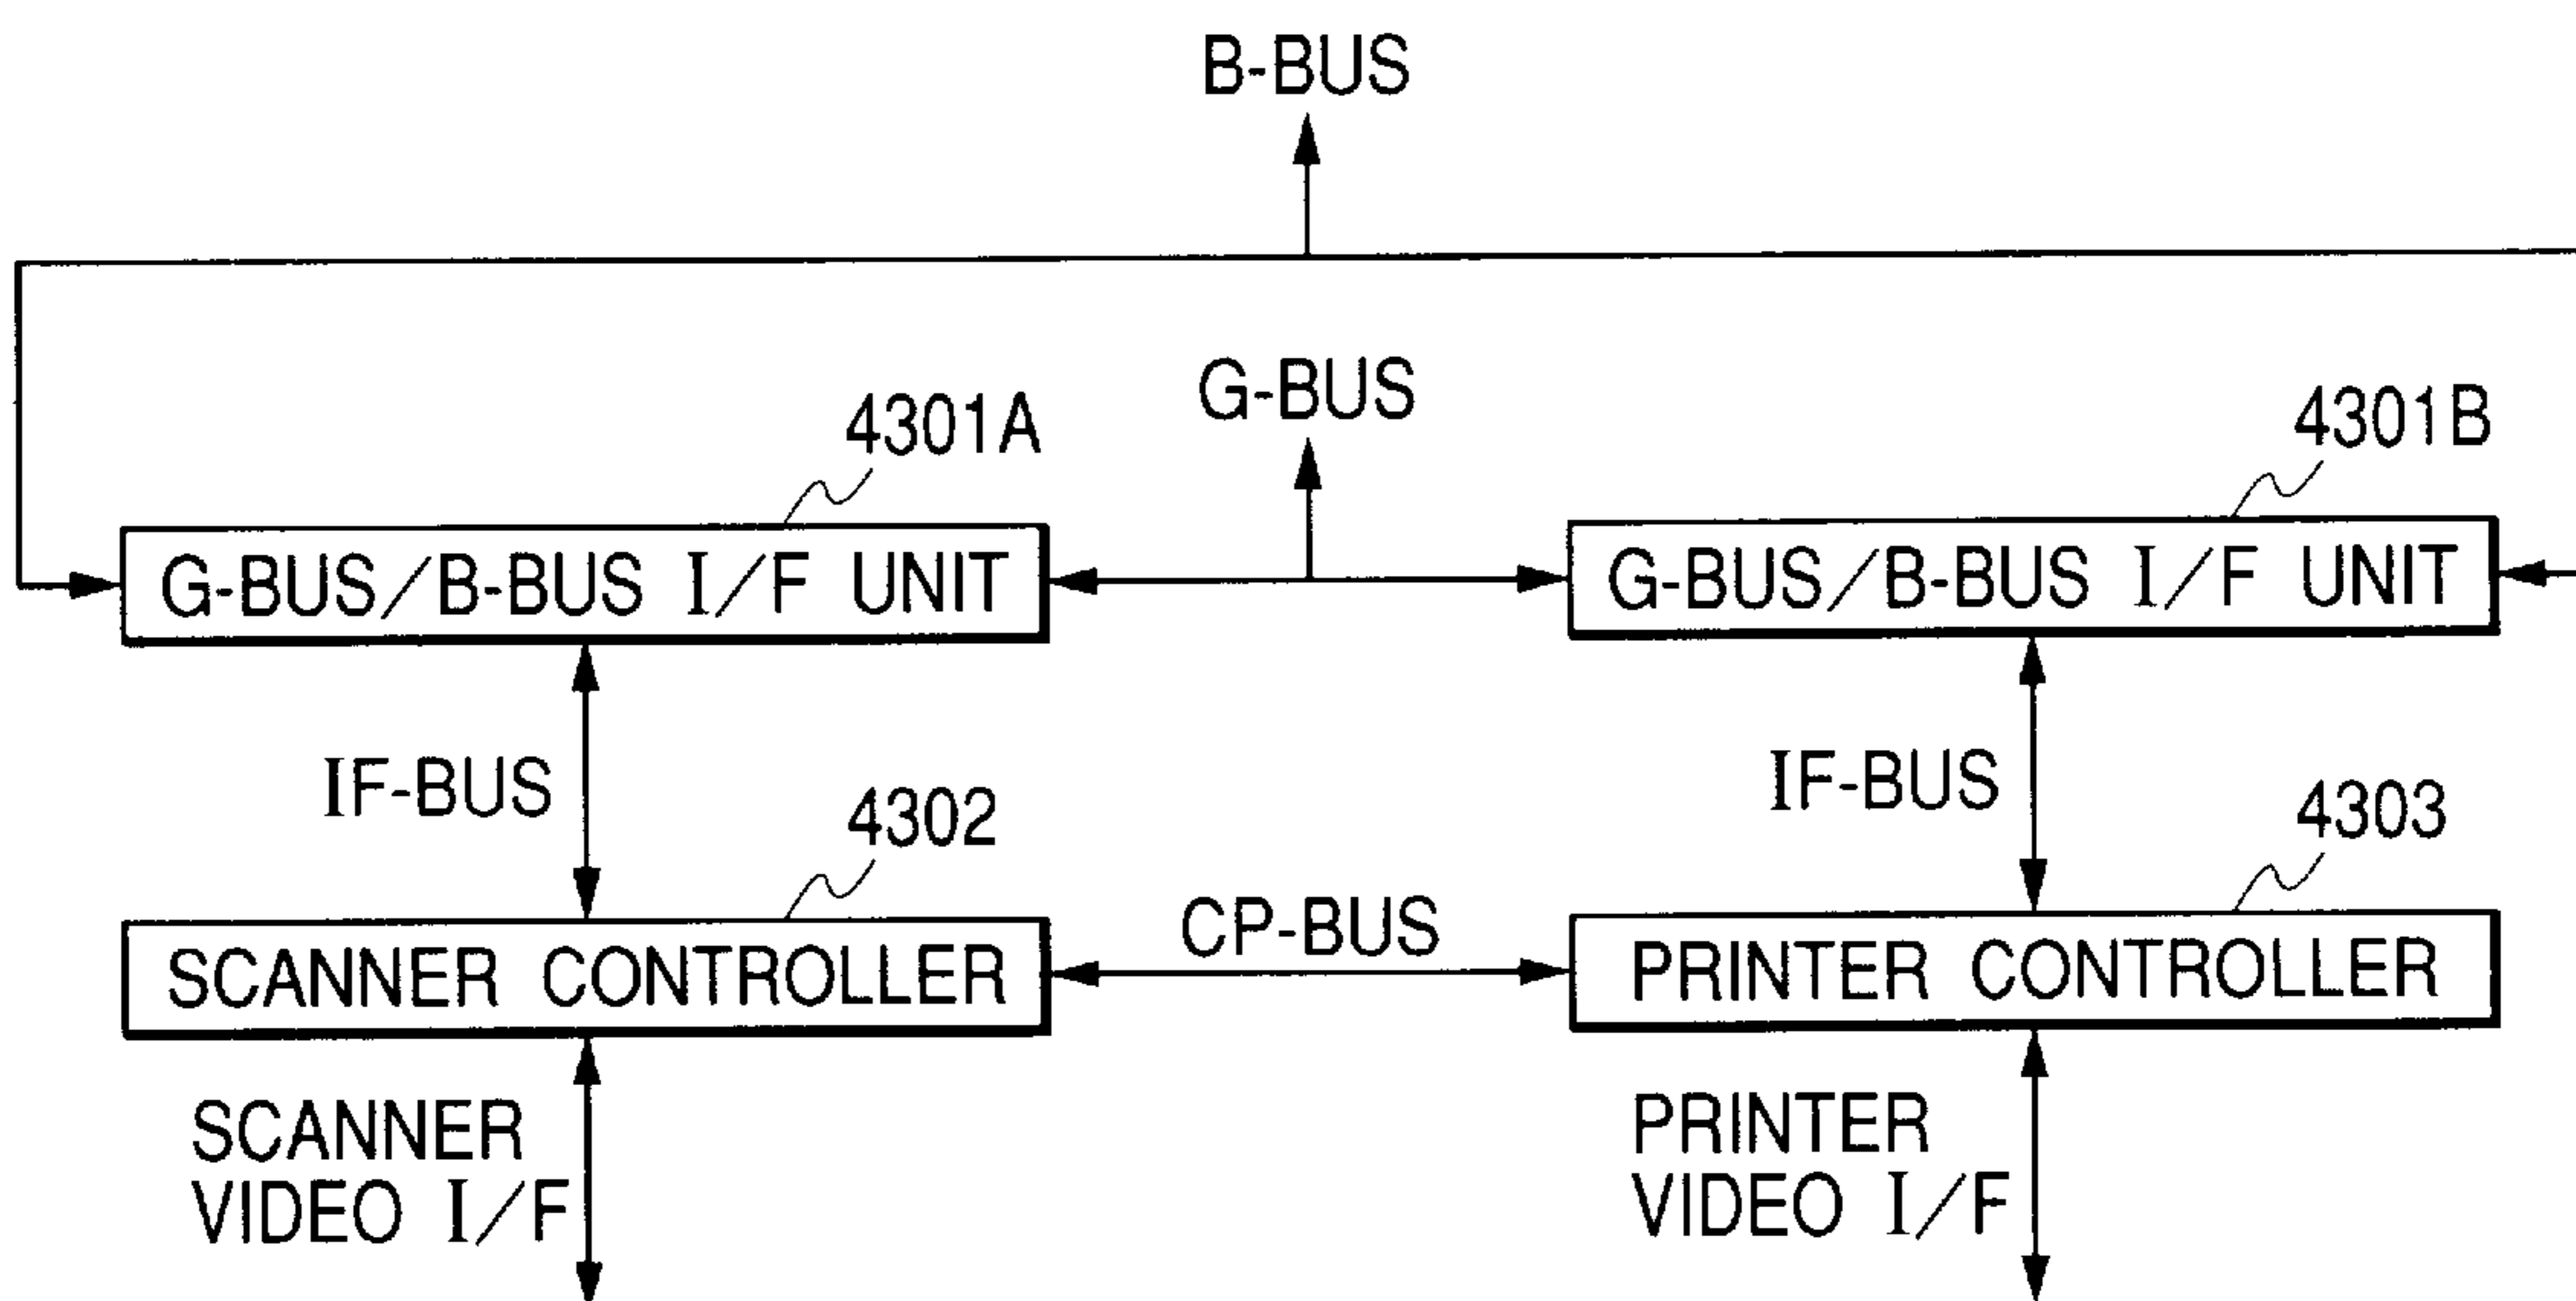 B-BUS
G-BUS
4301A
4301B
G-BUS/B-BUS I/F UNIT
G-BUS/B-BUS I/F UNIT
IF-BUS
IF-BUS
4302
4303
CP-BUS
SCANNER CONTROLLER
PRINTER CONTROLLER
SCANNER
VIDEO I/F
PRINTER
VIDEO I/F